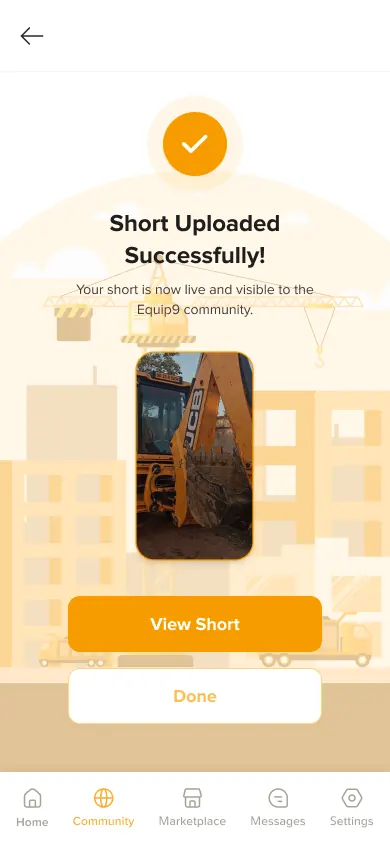 Short Uploaded
Successfully!
Your short is now live and visible to the
Equip9 community.
JCB
View Short
Done
Home
Community
Marketplace
Messages
Settings